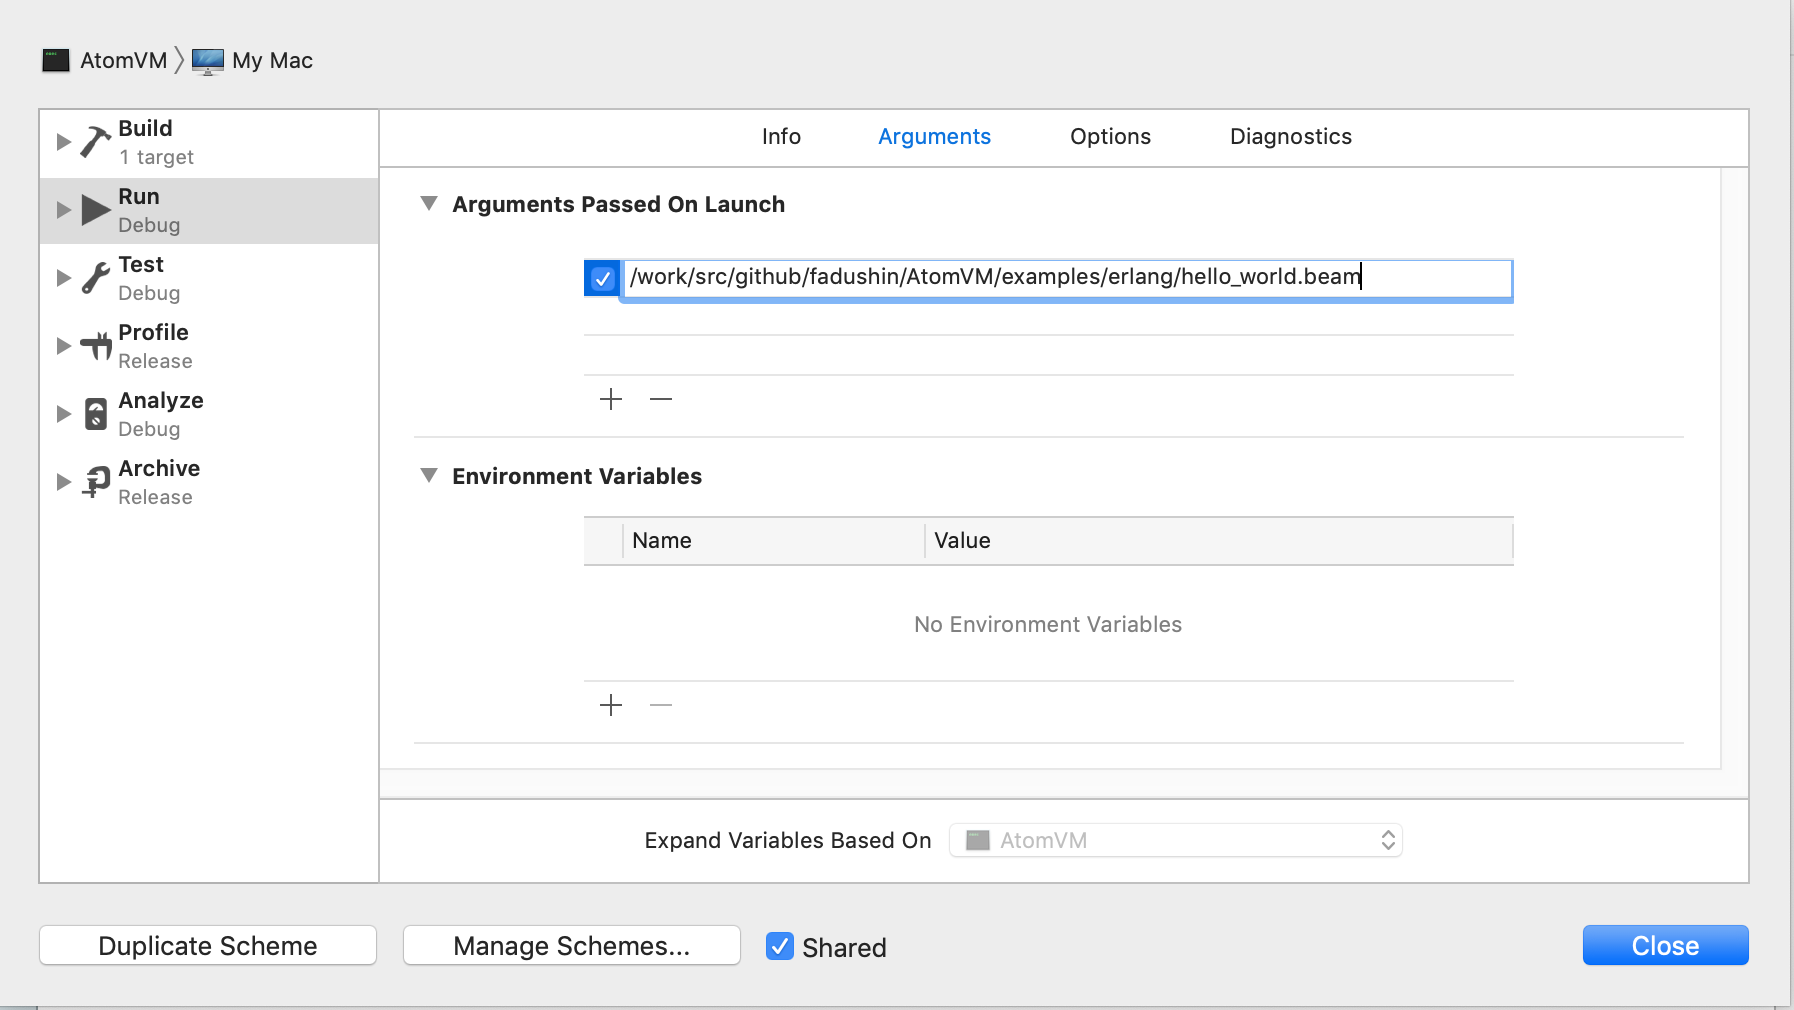 AtomVM My Mac
Build
1 target
Run
Debug
Test
Debug
Profile
Release
Analyze
Debug
Archive
Release
Info Arguments Options Diagnostics
Arguments Passed On Launch
/work/src/github/fadushin/AtomVM/examples/erlang/hello_world.beam
Environment Variables
Name Value
No Environment Variables
Expand Variables Based On AtomVM
Duplicate Scheme Manage Schemes... Shared Close